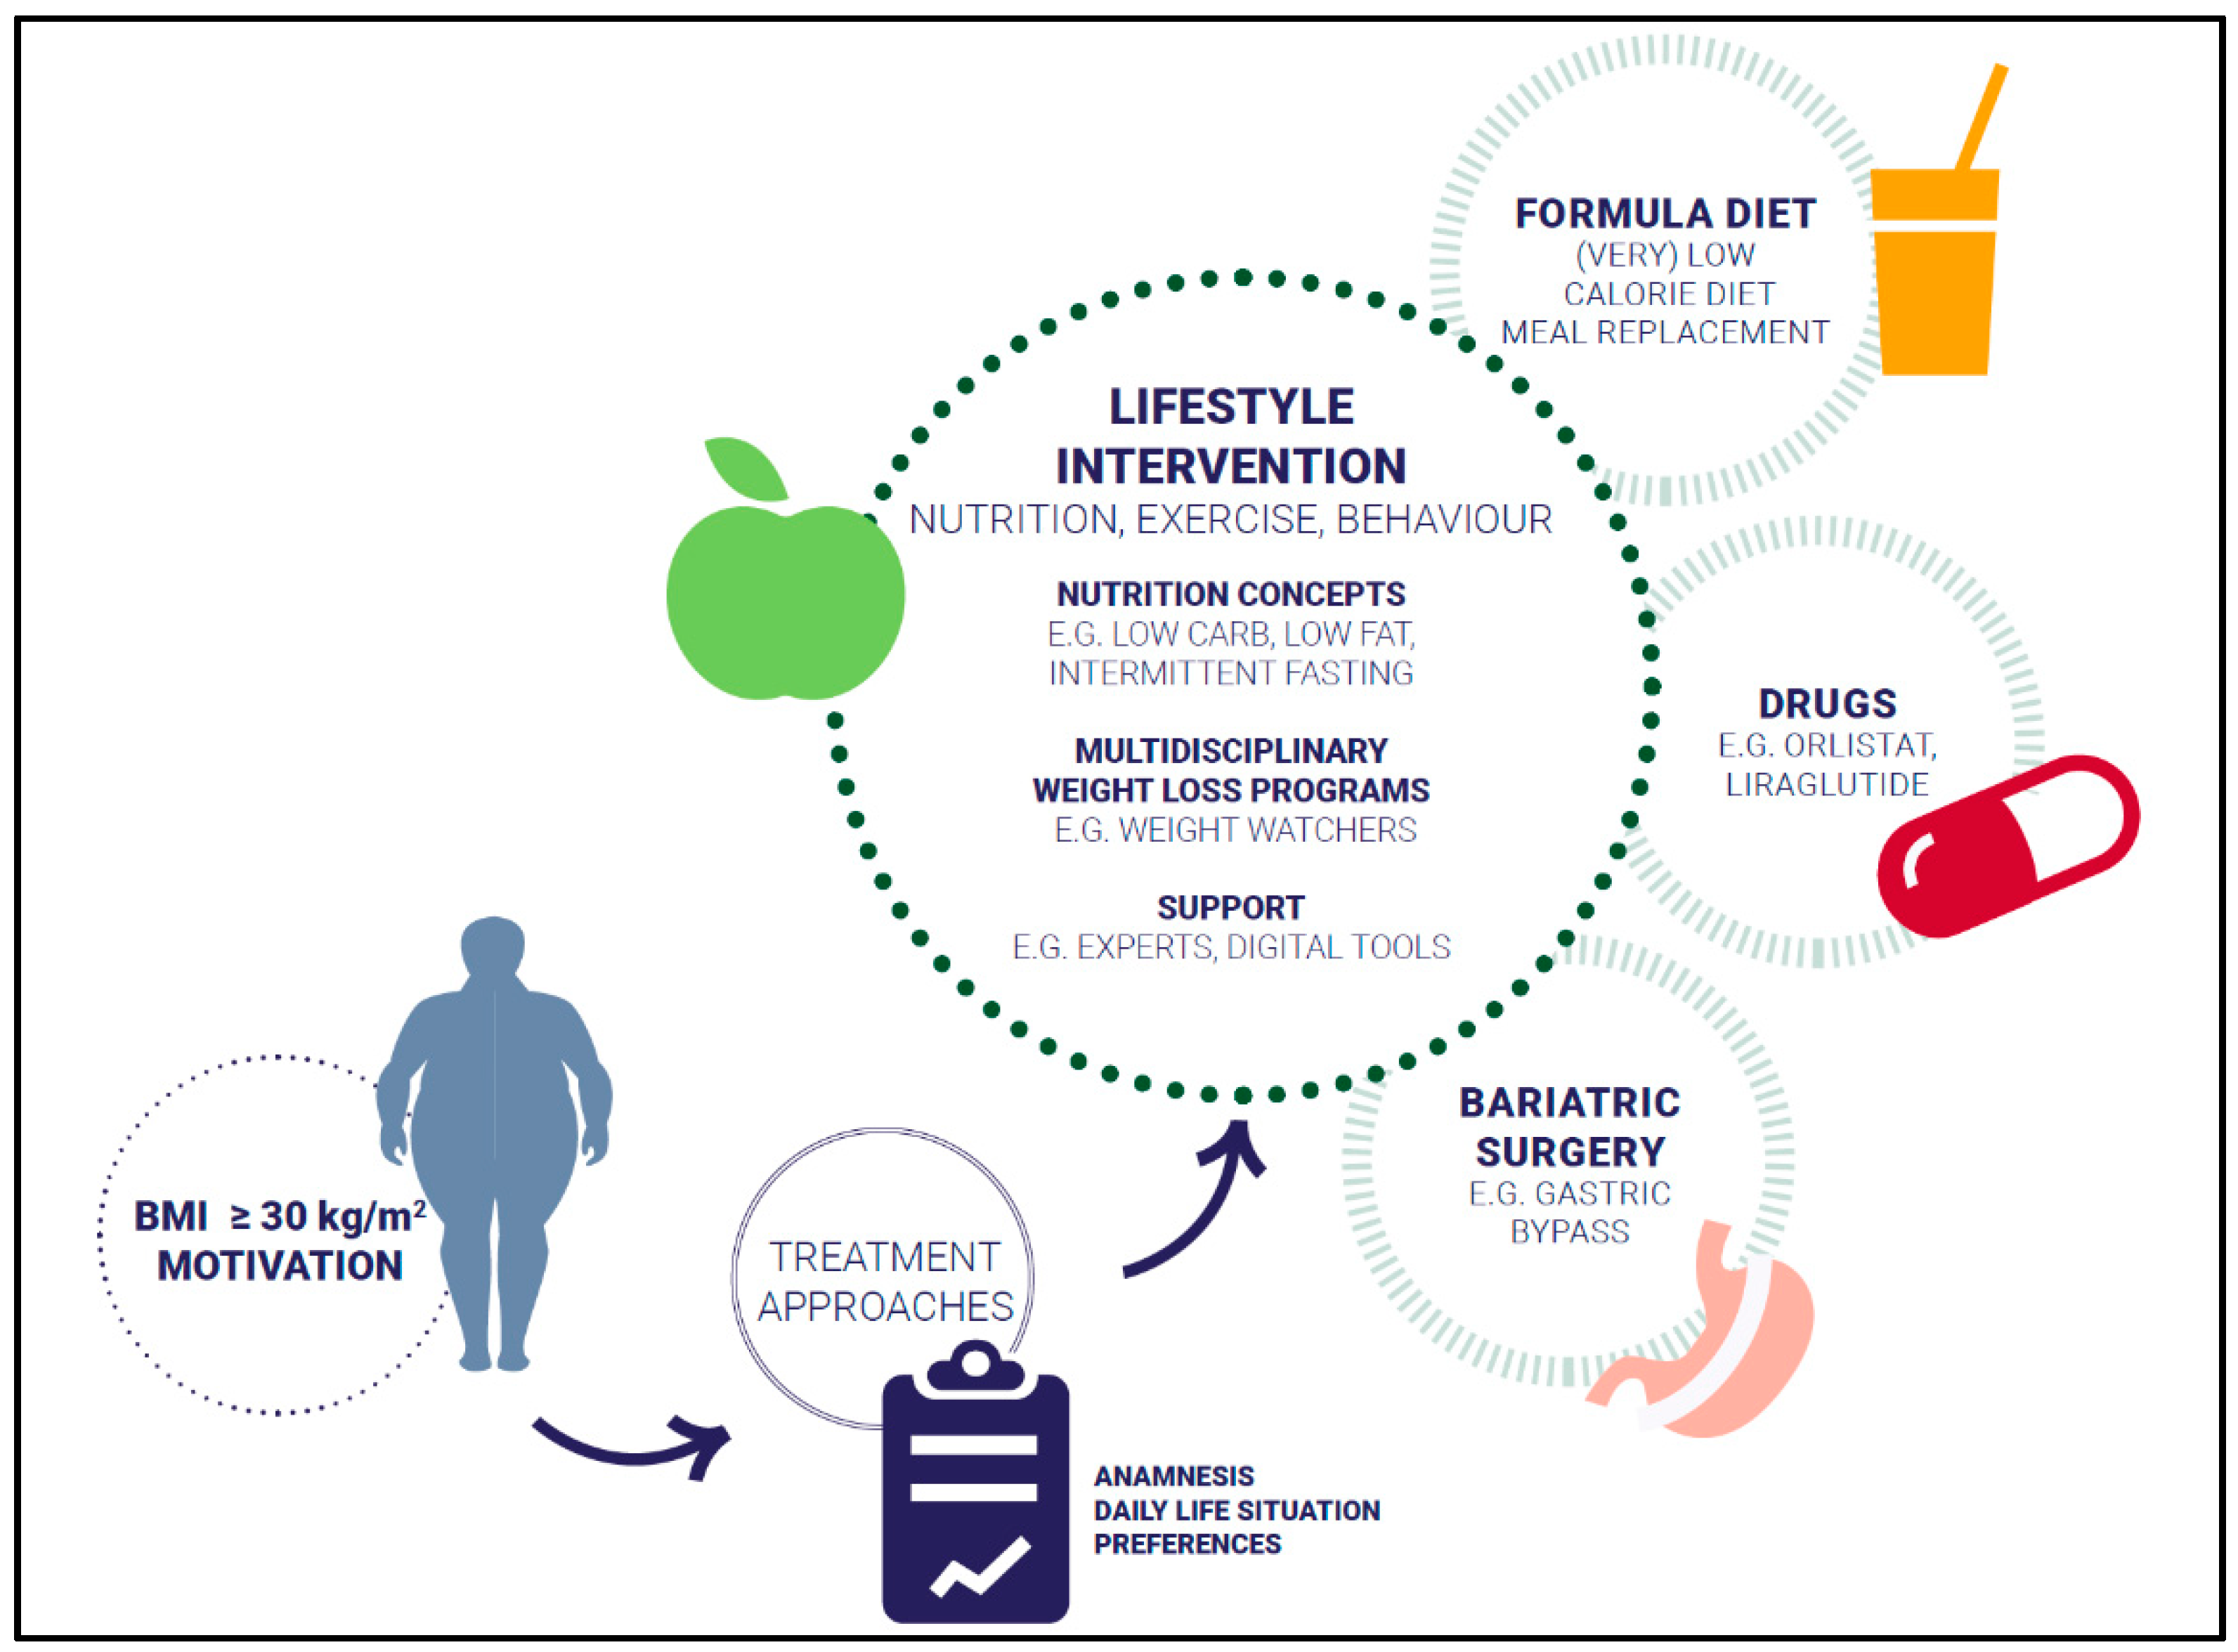 FORMULA DIET
(VERY) LOW
CALORIE DIET
MEAL REPLACEMENT
LIFESTYLE
INTERVENTION
NUTRITION, EXERCISE, BEHAVIOUR
NUTRITION CONCEPTS
E.G. LOW CARB, LOW FAT,
INTERMITTENT FASTING
MULTIDISCIPLINARY
WEIGHT LOSS PROGRAMS
E.G. WEIGHT WATCHERS
SUPPORT
E.G. EXPERTS, DIGITAL TOOLS
DRUGS
E.G. ORLISTAT,
LIRAGLUTIDE
BARIATRIC
SURGERY
E.G. GASTRIC
BYPASS
BMI ≥ 30 kg/m²
MOTIVATION
TREATMENT
APPROACHES
ANAMNESIS
DAILY LIFE SITUATION
PREFERENCES